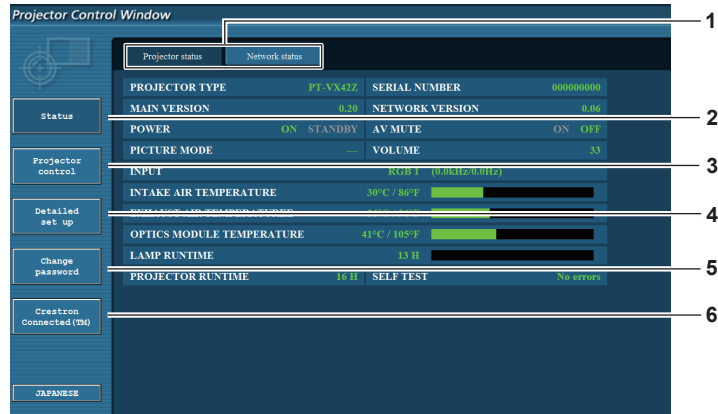 Projector Control Window
1
Projector status Network status
PROJECTOR TYPE PT-VX42Z SERIAL NUMBER 000000000
Status
MAIN VERSION 0.20 NETWORK VERSION 0.06
2
POWER ON STANDBY AV MUTE ON OFF
PICTURE MODE — VOLUME 33
Projector
control
3
INPUT RGB 1 (0.0kHz/0.0Hz)
INTAKE AIR TEMPERATURE 30°C / 86°F
Detailed
set up
4
OPTICS MODULE TEMPERATURE 41°C / 105°F
Change
password
5
LAMP RUNTIME 13 H
PROJECTOR RUNTIME 16 H SELF TEST No errors
Crestron
Connected(TM)
6
JAPANESE